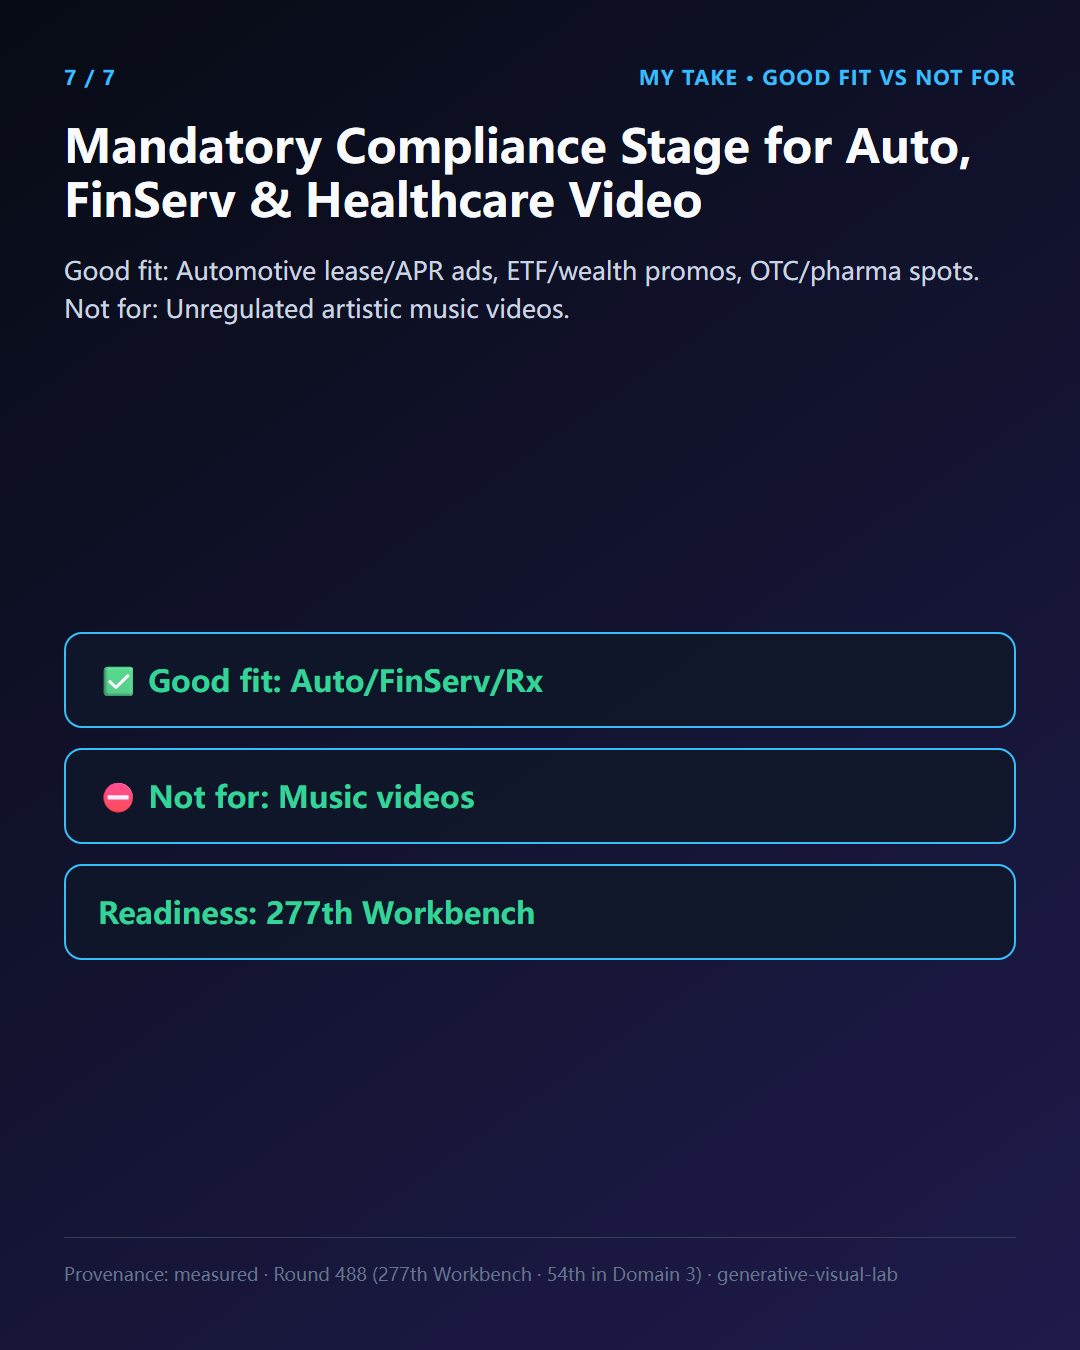 7 / 7
MY TAKE • GOOD FIT VS NOT FOR
Mandatory Compliance Stage for Auto,
FinServ & Healthcare Video
Good fit: Automotive lease/APR ads, ETF/wealth promos, OTC/pharma spots.
Not for: Unregulated artistic music videos.
✅ Good fit: Auto/FinServ/Rx
⛔ Not for: Music videos
Readiness: 277th Workbench
Provenance: measured · Round 488 (277th Workbench · 54th in Domain 3) · generative-visual-lab